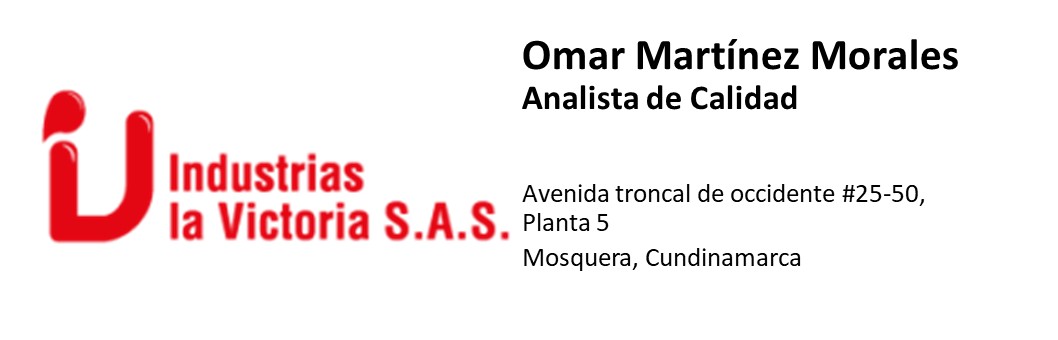 Omar Martínez Morales
Analista de Calidad
Industrias
la Victoria S.A.S.
Avenida troncal de occidente #25-50,
Planta 5
Mosquera, Cundinamarca